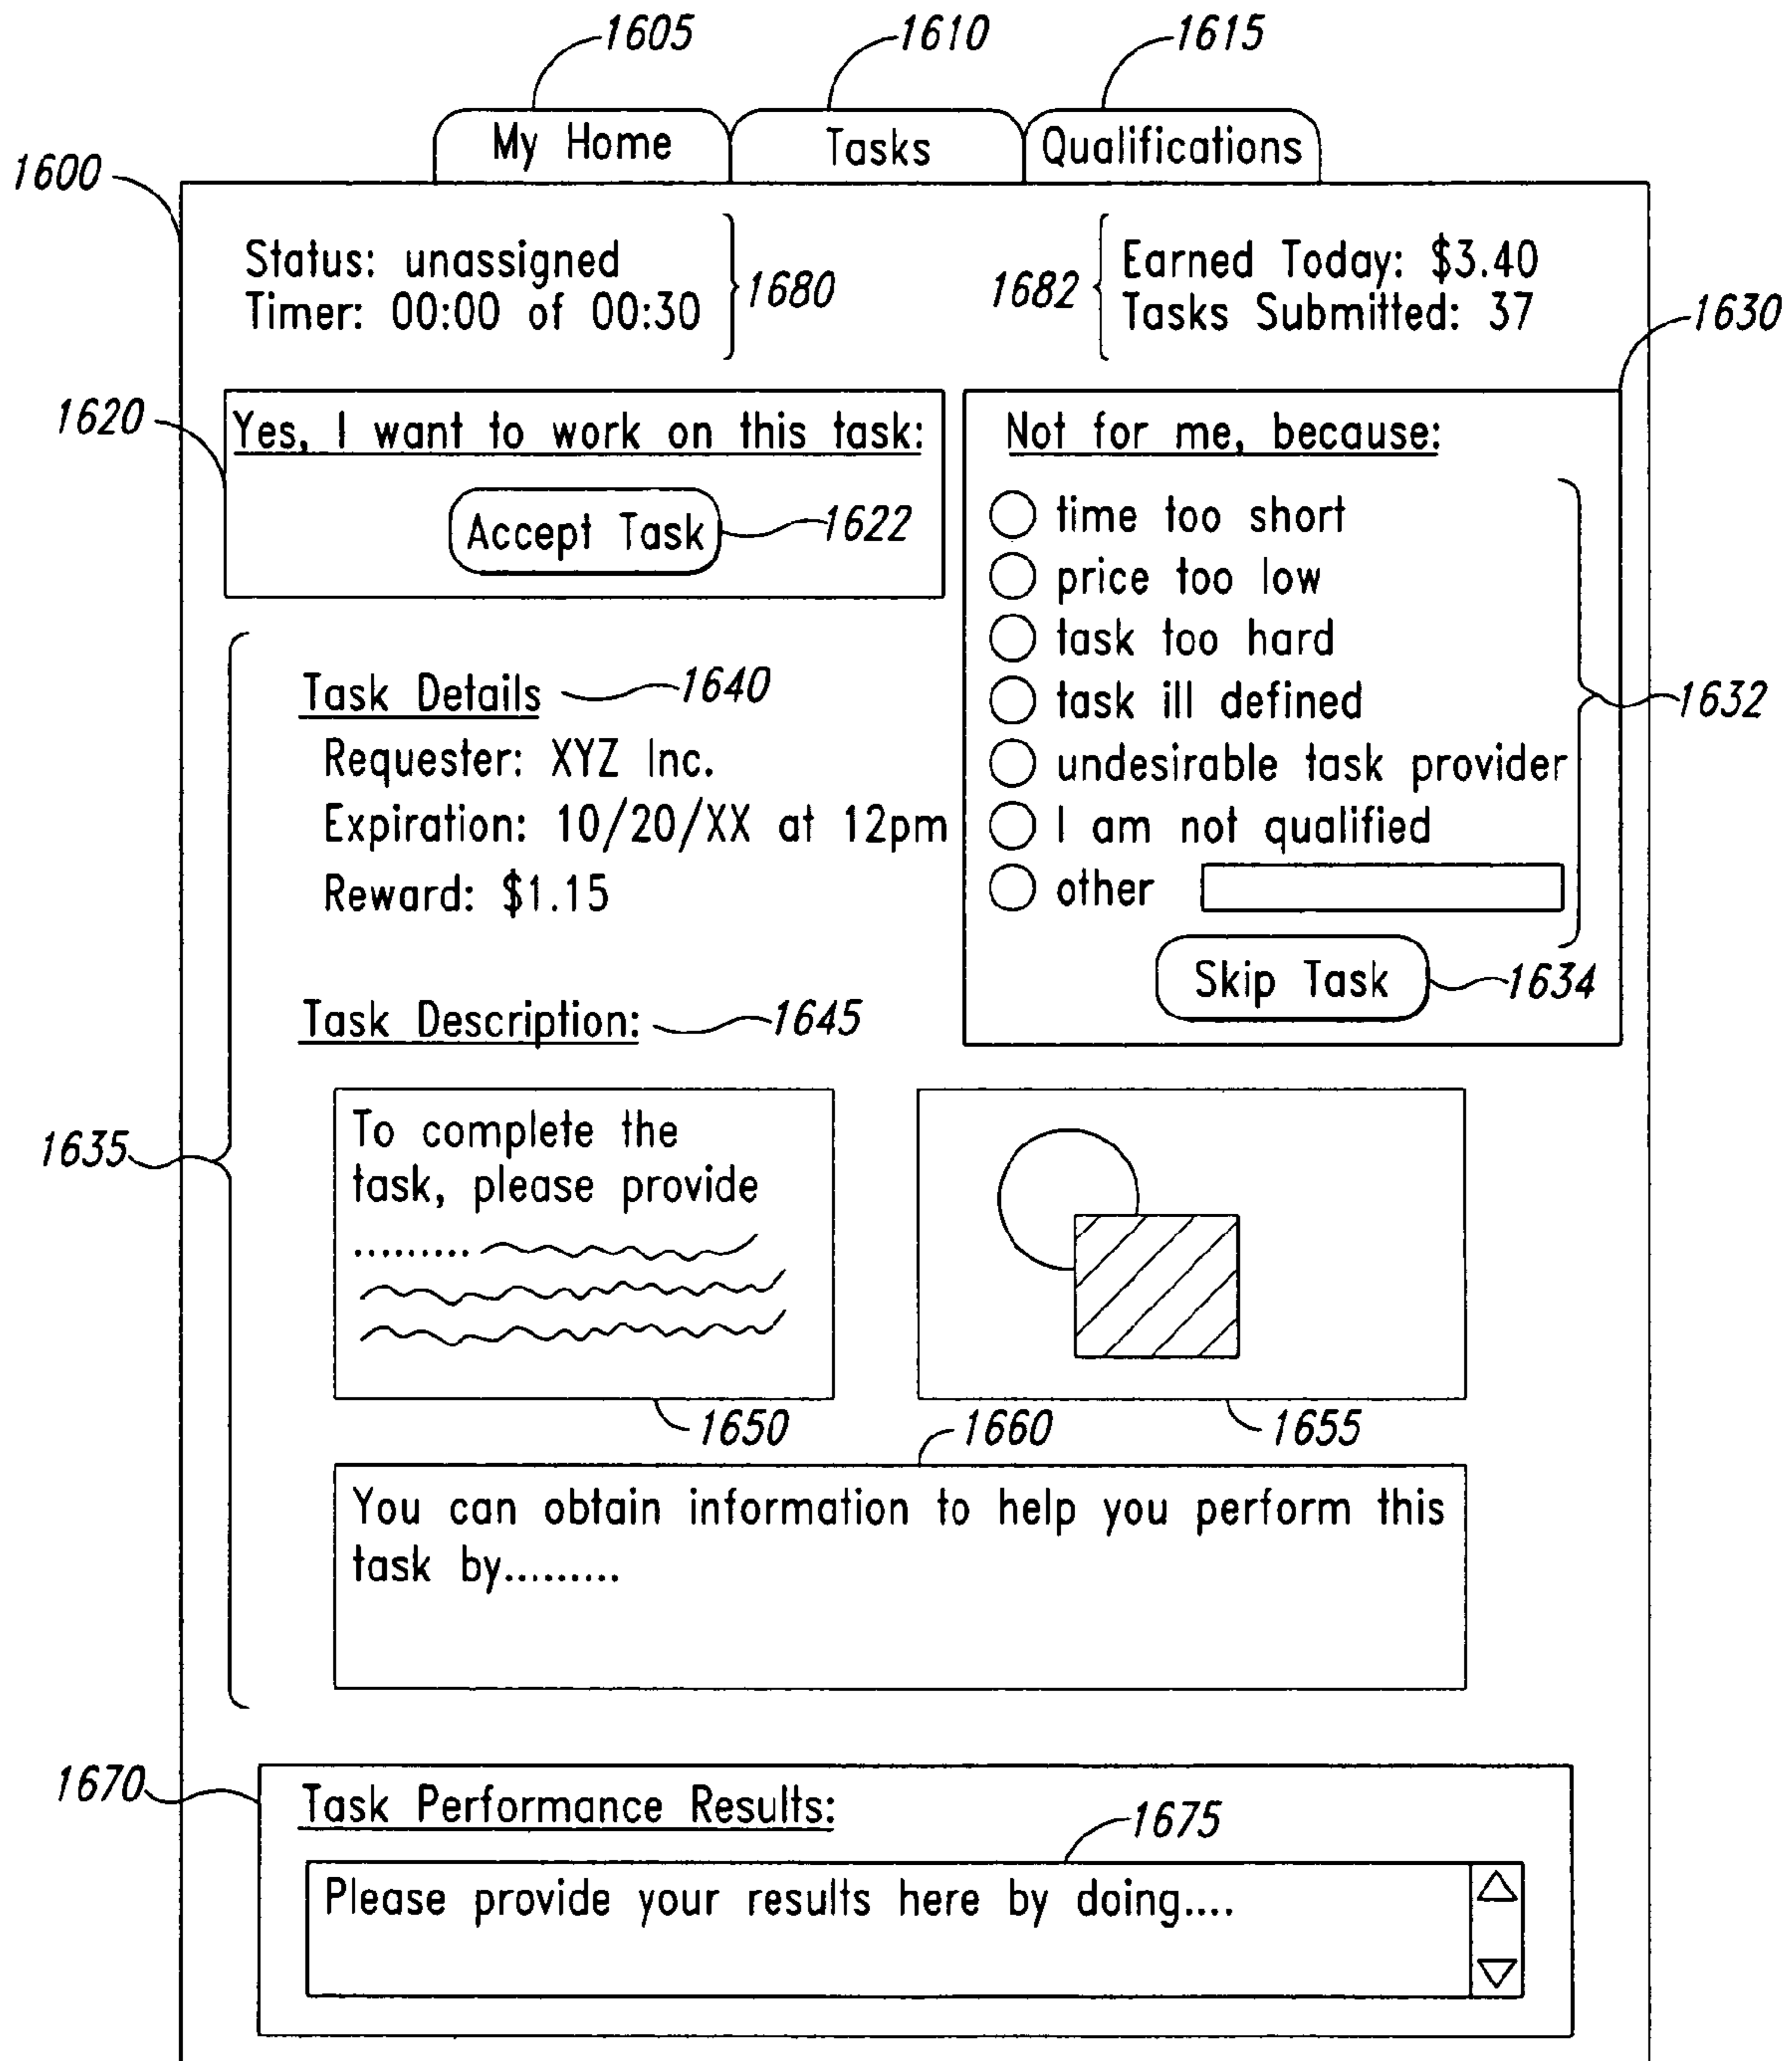 1605 1610 1615
My Home Tasks Qualifications
1600
Status: unassigned
Timer: 00:00 of 00:30
1680
1682
Earned Today: $3.40
Tasks Submitted: 37
1630
1620
Yes, I want to work on this task:
Accept Task
1622
Not for me, because:
time too short
price too low
task too hard
task ill defined
undesirable task provider
I am not qualified
other
1632
Skip Task
1634
1635
Task Details
1640
Requester: XYZ Inc.
Expiration: 10/20/XX at 12pm
Reward: $1.15
Task Description:
1645
To complete the
task, please provide
.........
1650
1655
1660
You can obtain information to help you perform this
task by.........
1670
Task Performance Results:
1675
Please provide your results here by doing....